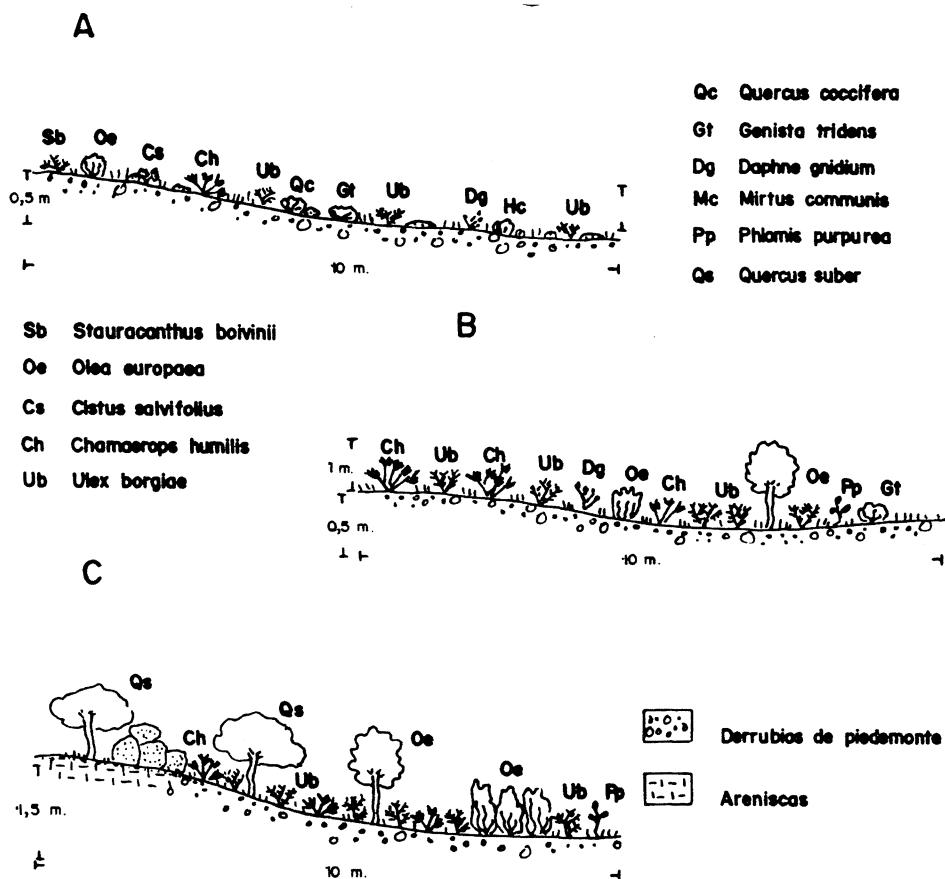 A
Sb Oe Cs Ch Ub Qc Gt Ub Dg Hc Ub
0,5 m
10 m.
Qc Quercus coccifera
Gt Genista tridens
Dg Daphne gnidium
Mc Mirtus communis
Pp Phlomis purpurea
Qs Quercus suber
Sb Stauracanthus boivinii
Oe Olea europaea
Cs Cistus salvifolius
Ch Chamaerops humilis
Ub Ulex borgiae
B
Ch Ub Ch Ub Dg Oe Ch Ub Oe Pp Gt
1 m.
0,5 m.
10 m.
C
Qs Ch Qs Ub Oe Oe Ub Pp
1,5 m.
10 m.
Derrubios de piedemonte
Areniscas